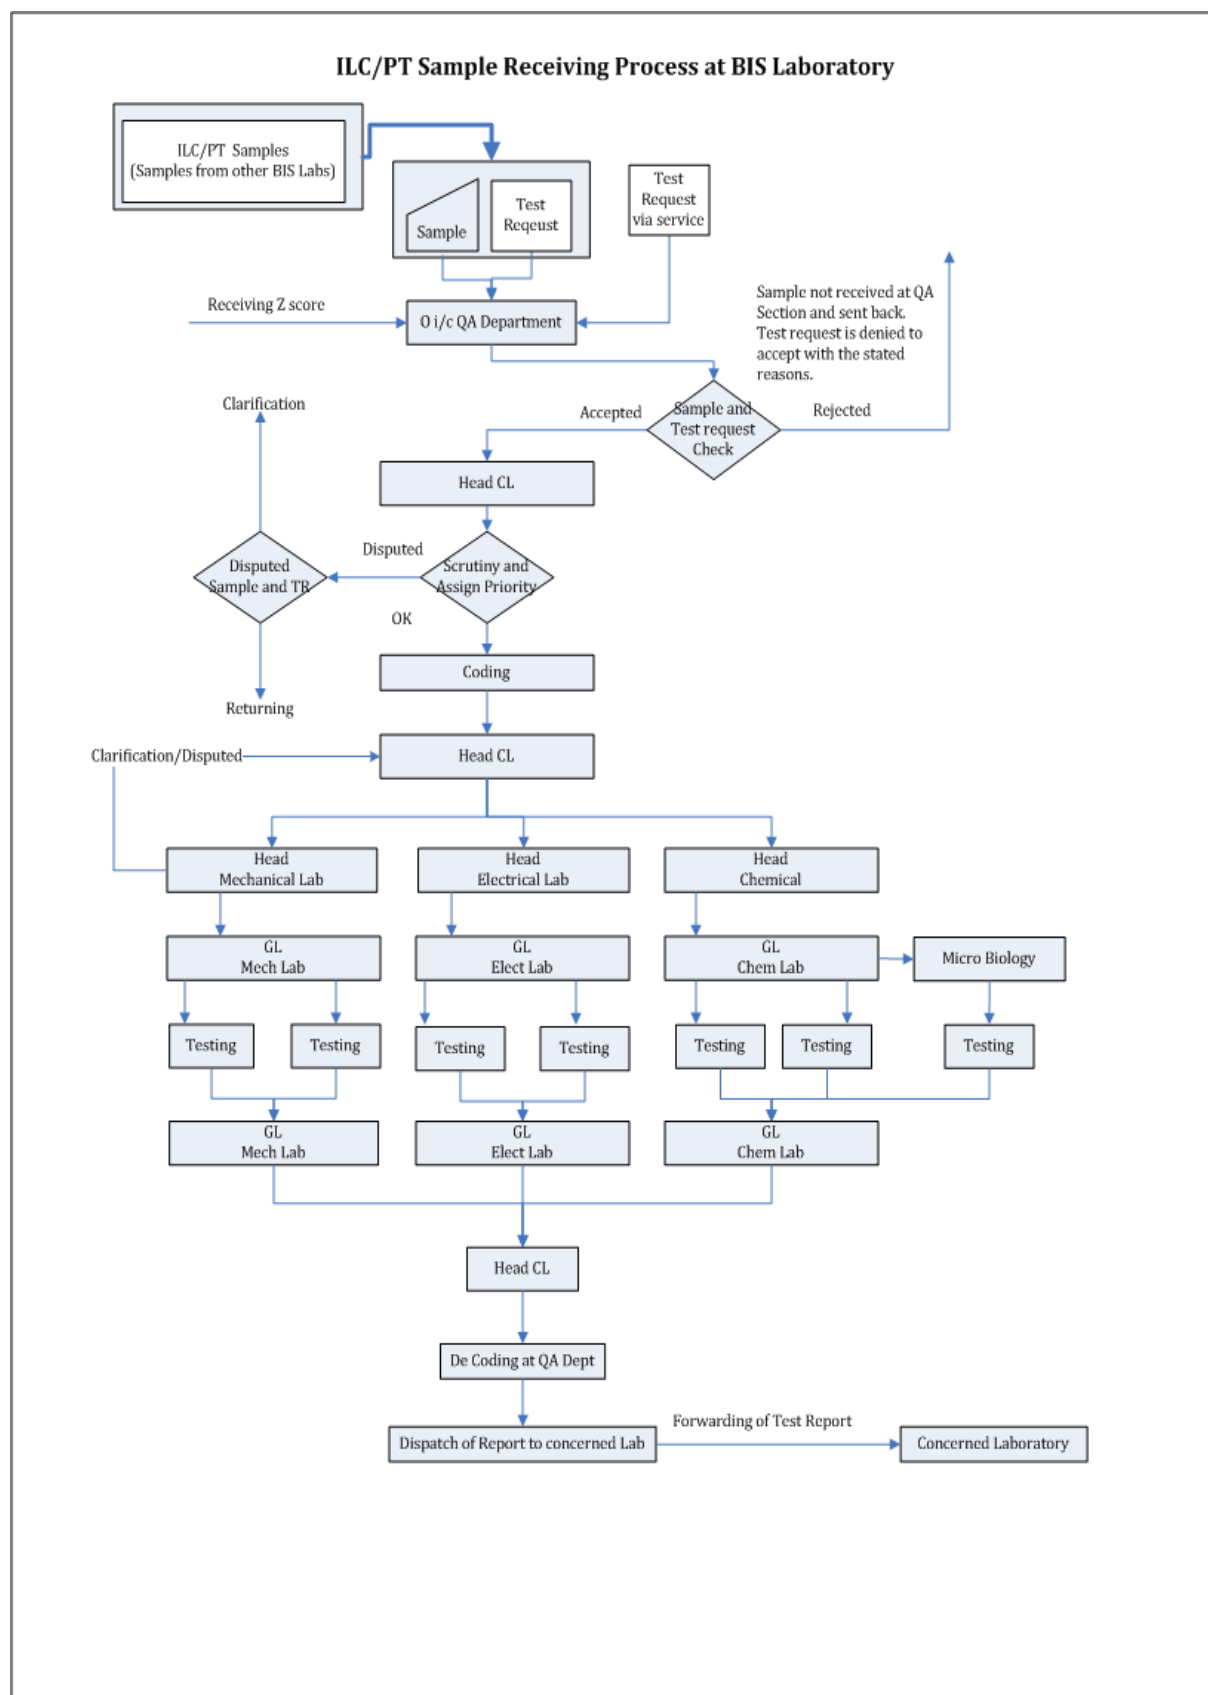 ILC/PT Sample Receiving Process at BIS Laboratory
ILC/PT  Samples
(Samples from other BIS Labs)
Sample
Test
Reqeust
Test
Request
via service
Receiving Z score
O i/c QA Department
Sample not received at QA
Section and sent back.
Test request is denied to
accept with the stated
reasons.
Clarification
Accepted
Sample and
Test request
Check
Rejected
Head CL
Disputed
Sample and TR
Disputed
Scrutiny and
Assign Priority
OK
Coding
Returning
Clarification/Disputed
Head CL
Head
Mechanical Lab
Head
Electrical Lab
Head
Chemical
GL
Mech Lab
GL
Elect Lab
GL
Chem Lab
Micro Biology
Testing
Testing
Testing
Testing
Testing
Testing
Testing
GL
Mech Lab
GL
Elect Lab
GL
Chem Lab
Head CL
De Coding at QA Dept
Dispatch of Report to concerned Lab
Forwarding of Test Report
Concerned Laboratory